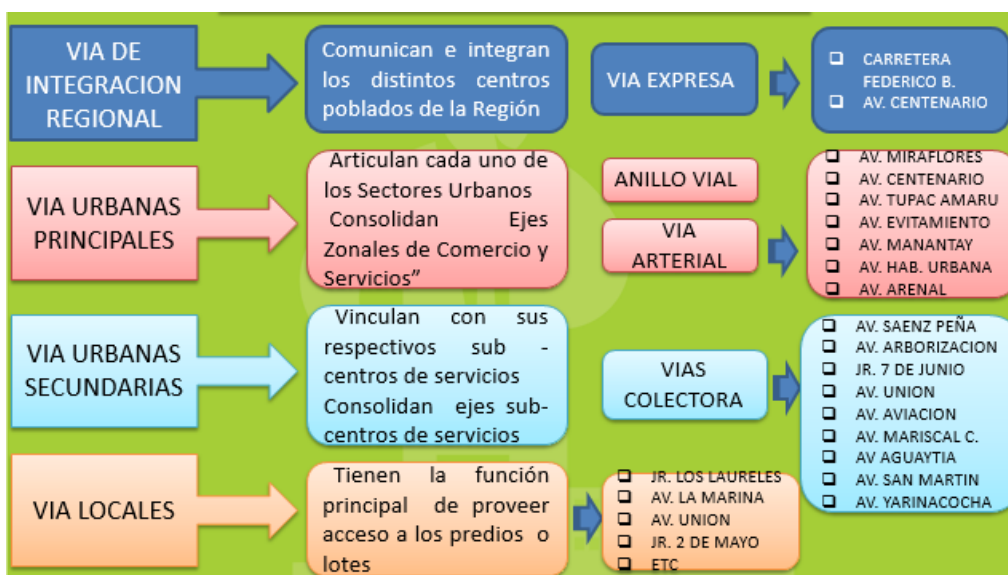 VIA DE
INTEGRACION
REGIONAL
Comunican e integran
los distintos centros
poblados de la Región
VIA EXPRESA
CARRETERA
FEDERICO B.
AV. CENTENARIO
VIA URBANAS
PRINCIPALES
Articulan cada uno de
los Sectores Urbanos
Consolidan Ejes
Zonales de Comercio y
Servicios”
ANILLO VIAL
VIA
ARTERIAL
AV. MIRAFLORES
AV. CENTENARIO
AV. TUPAC AMARU
AV. EVITAMIENTO
AV. MANANTAY
AV. HAB. URBANA
AV. ARENAL
VIA URBANAS
SECUNDARIAS
Vinculan con sus
respectivos sub -
centros de servicios
Consolidan ejes sub-
centros de servicios
VIAS
COLECTORA
AV. SAENZ PEÑA
AV. ARBORIZACION
JR. 7 DE JUNIO
AV. UNION
AV. AVIACION
AV. MARISCAL C.
AV AGUAYTIA
AV. SAN MARTIN
AV. YARINACOCHA
VIA LOCALES
Tienen la función
principal de proveer
acceso a los predios o
lotes
JR. LOS LAURELES
AV. LA MARINA
AV. UNION
JR. 2 DE MAYO
ETC